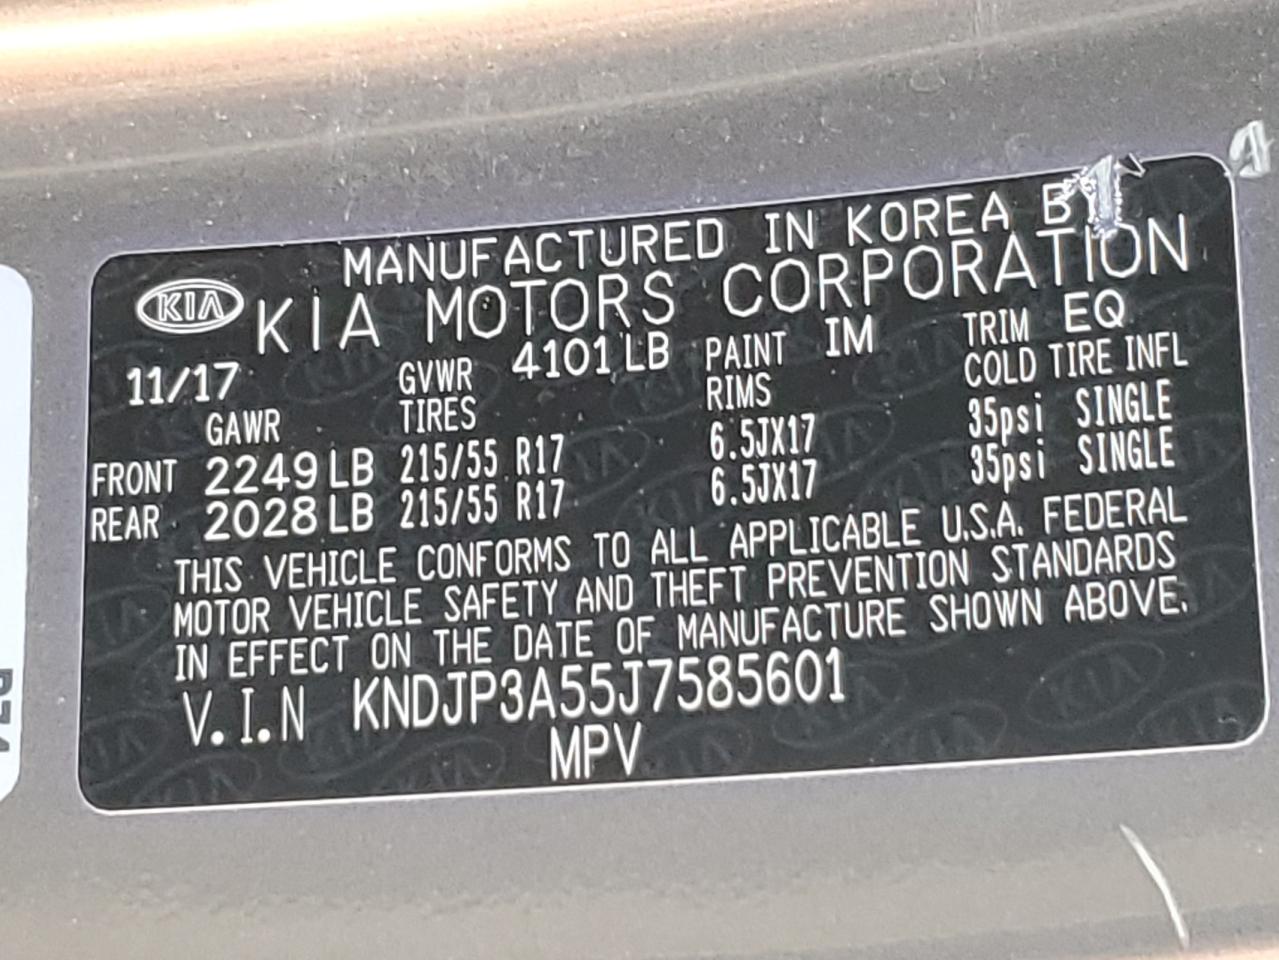 MANUFACTURED IN KOREA BY
KIA KIA MOTORS CORPORATION
11/17 GVWR 4101 LB PAINT IM TRIM EQ
GAWR TIRES RIMS COLD TIRE INFL
FRONT 2249 LB 215/55 R17 6.5JX17 35psi SINGLE
REAR 2028 LB 215/55 R17 6.5JX17 35psi SINGLE
THIS VEHICLE CONFORMS TO ALL APPLICABLE U.S.A. FEDERAL
MOTOR VEHICLE SAFETY AND THEFT PREVENTION STANDARDS
IN EFFECT ON THE DATE OF MANUFACTURE SHOWN ABOVE.
V.I.N KNDJP3A55J7585601
MPV